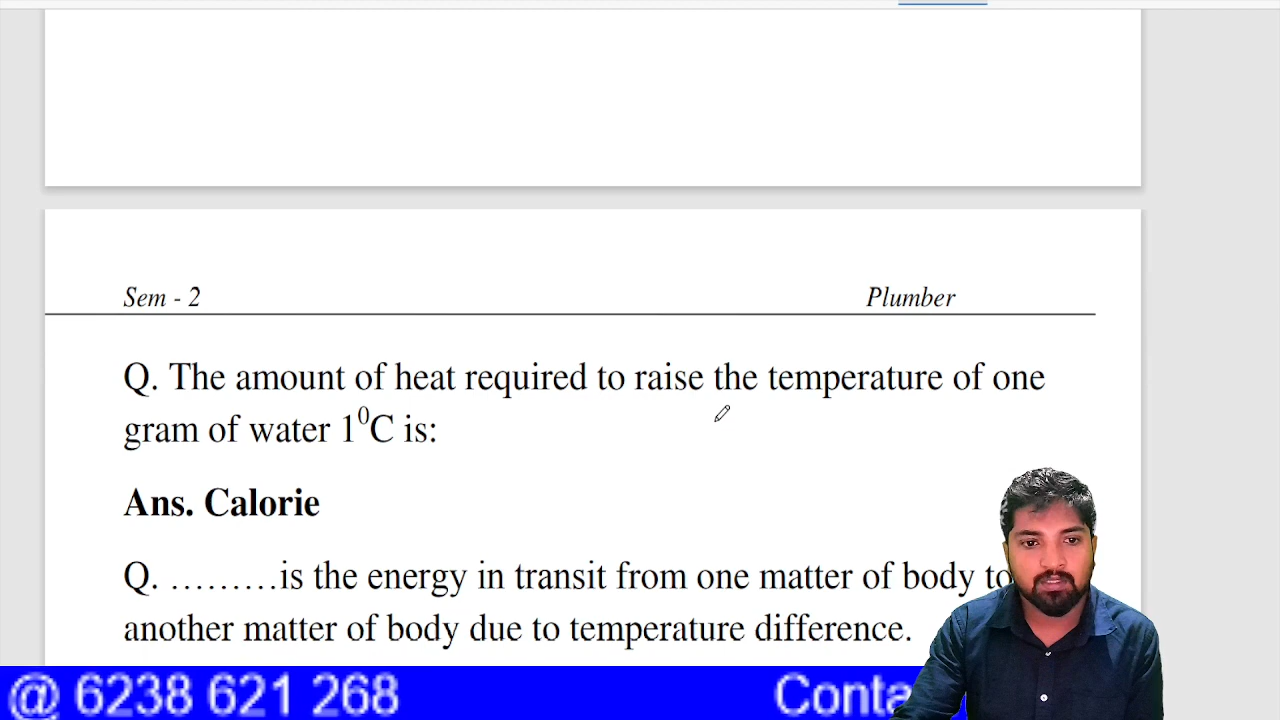 Sem - 2 Plumber
Q. The amount of heat required to raise the temperature of one
gram of water 1⁰C is:
Ans. Calorie
Q. ………is the energy in transit from one matter of body to
another matter of body due to temperature difference.
@ 6238 621 268 Conta